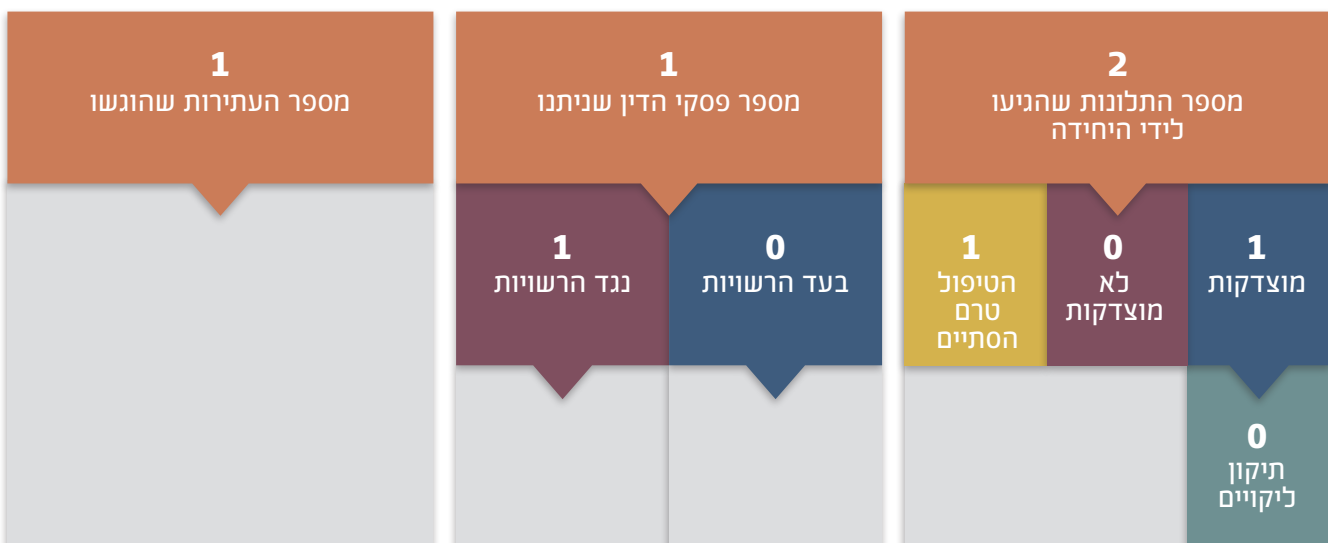 2
מספר התלונות שהגיעו
לידי היחידה
1
מוצדקות
0
לא
מוצדקות
1
הטיפול
טרם
הסתיים
0
תיקון
ליקויים
1
מספר פסקי הדין שניתנו
0
בעד הרשויות
1
נגד הרשויות
1
מספר העתירות שהוגשו